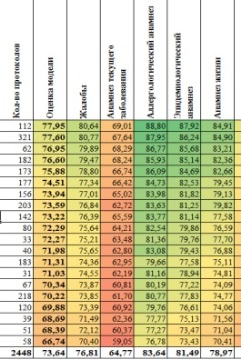 Кол-во протоколов Оценка модели Жалобы Анамнез текущего заболевания Аллергологический анамнез Эпидемиологический анамнез Анамнез жизни
112 77,95 80,64 69,01 88,80 87,92 84,91
321 77,60 80,77 67,64 87,95 86,24 84,90
62 76,95 79,89 68,29 86,77 85,68 83,21
182 76,60 79,47 68,24 85,93 85,14 82,36
173 75,88 78,80 66,74 86,09 84,69 82,66
177 74,51 77,34 66,42 84,73 82,53 79,45
156 73,94 77,01 65,02 83,98 81,82 79,13
203 73,59 76,84 62,72 83,63 81,25 79,82
142 73,22 76,39 65,59 83,77 81,14 77,58
80 72,29 75,64 64,21 82,54 79,86 76,59
33 72,27 75,21 63,48 81,36 79,76 77,70
40 71,98 75,65 62,80 83,08 79,43 76,88
183 71,31 74,36 62,95 79,66 77,58 75,11
31 71,03 74,55 62,19 81,16 78,94 74,81
67 70,34 73,87 60,81 80,19 77,22 74,09
218 70,22 73,85 61,70 80,77 77,83 74,77
120 69,88 73,39 60,92 79,76 76,61 74,06
39 68,69 71,49 62,36 77,77 75,13 71,56
51 68,39 72,12 60,37 77,27 73,47 71,04
58 66,74 70,40 59,05 76,78 73,43 70,41
2448 73,64 76,81 64,77 83,64 81,49 78,97